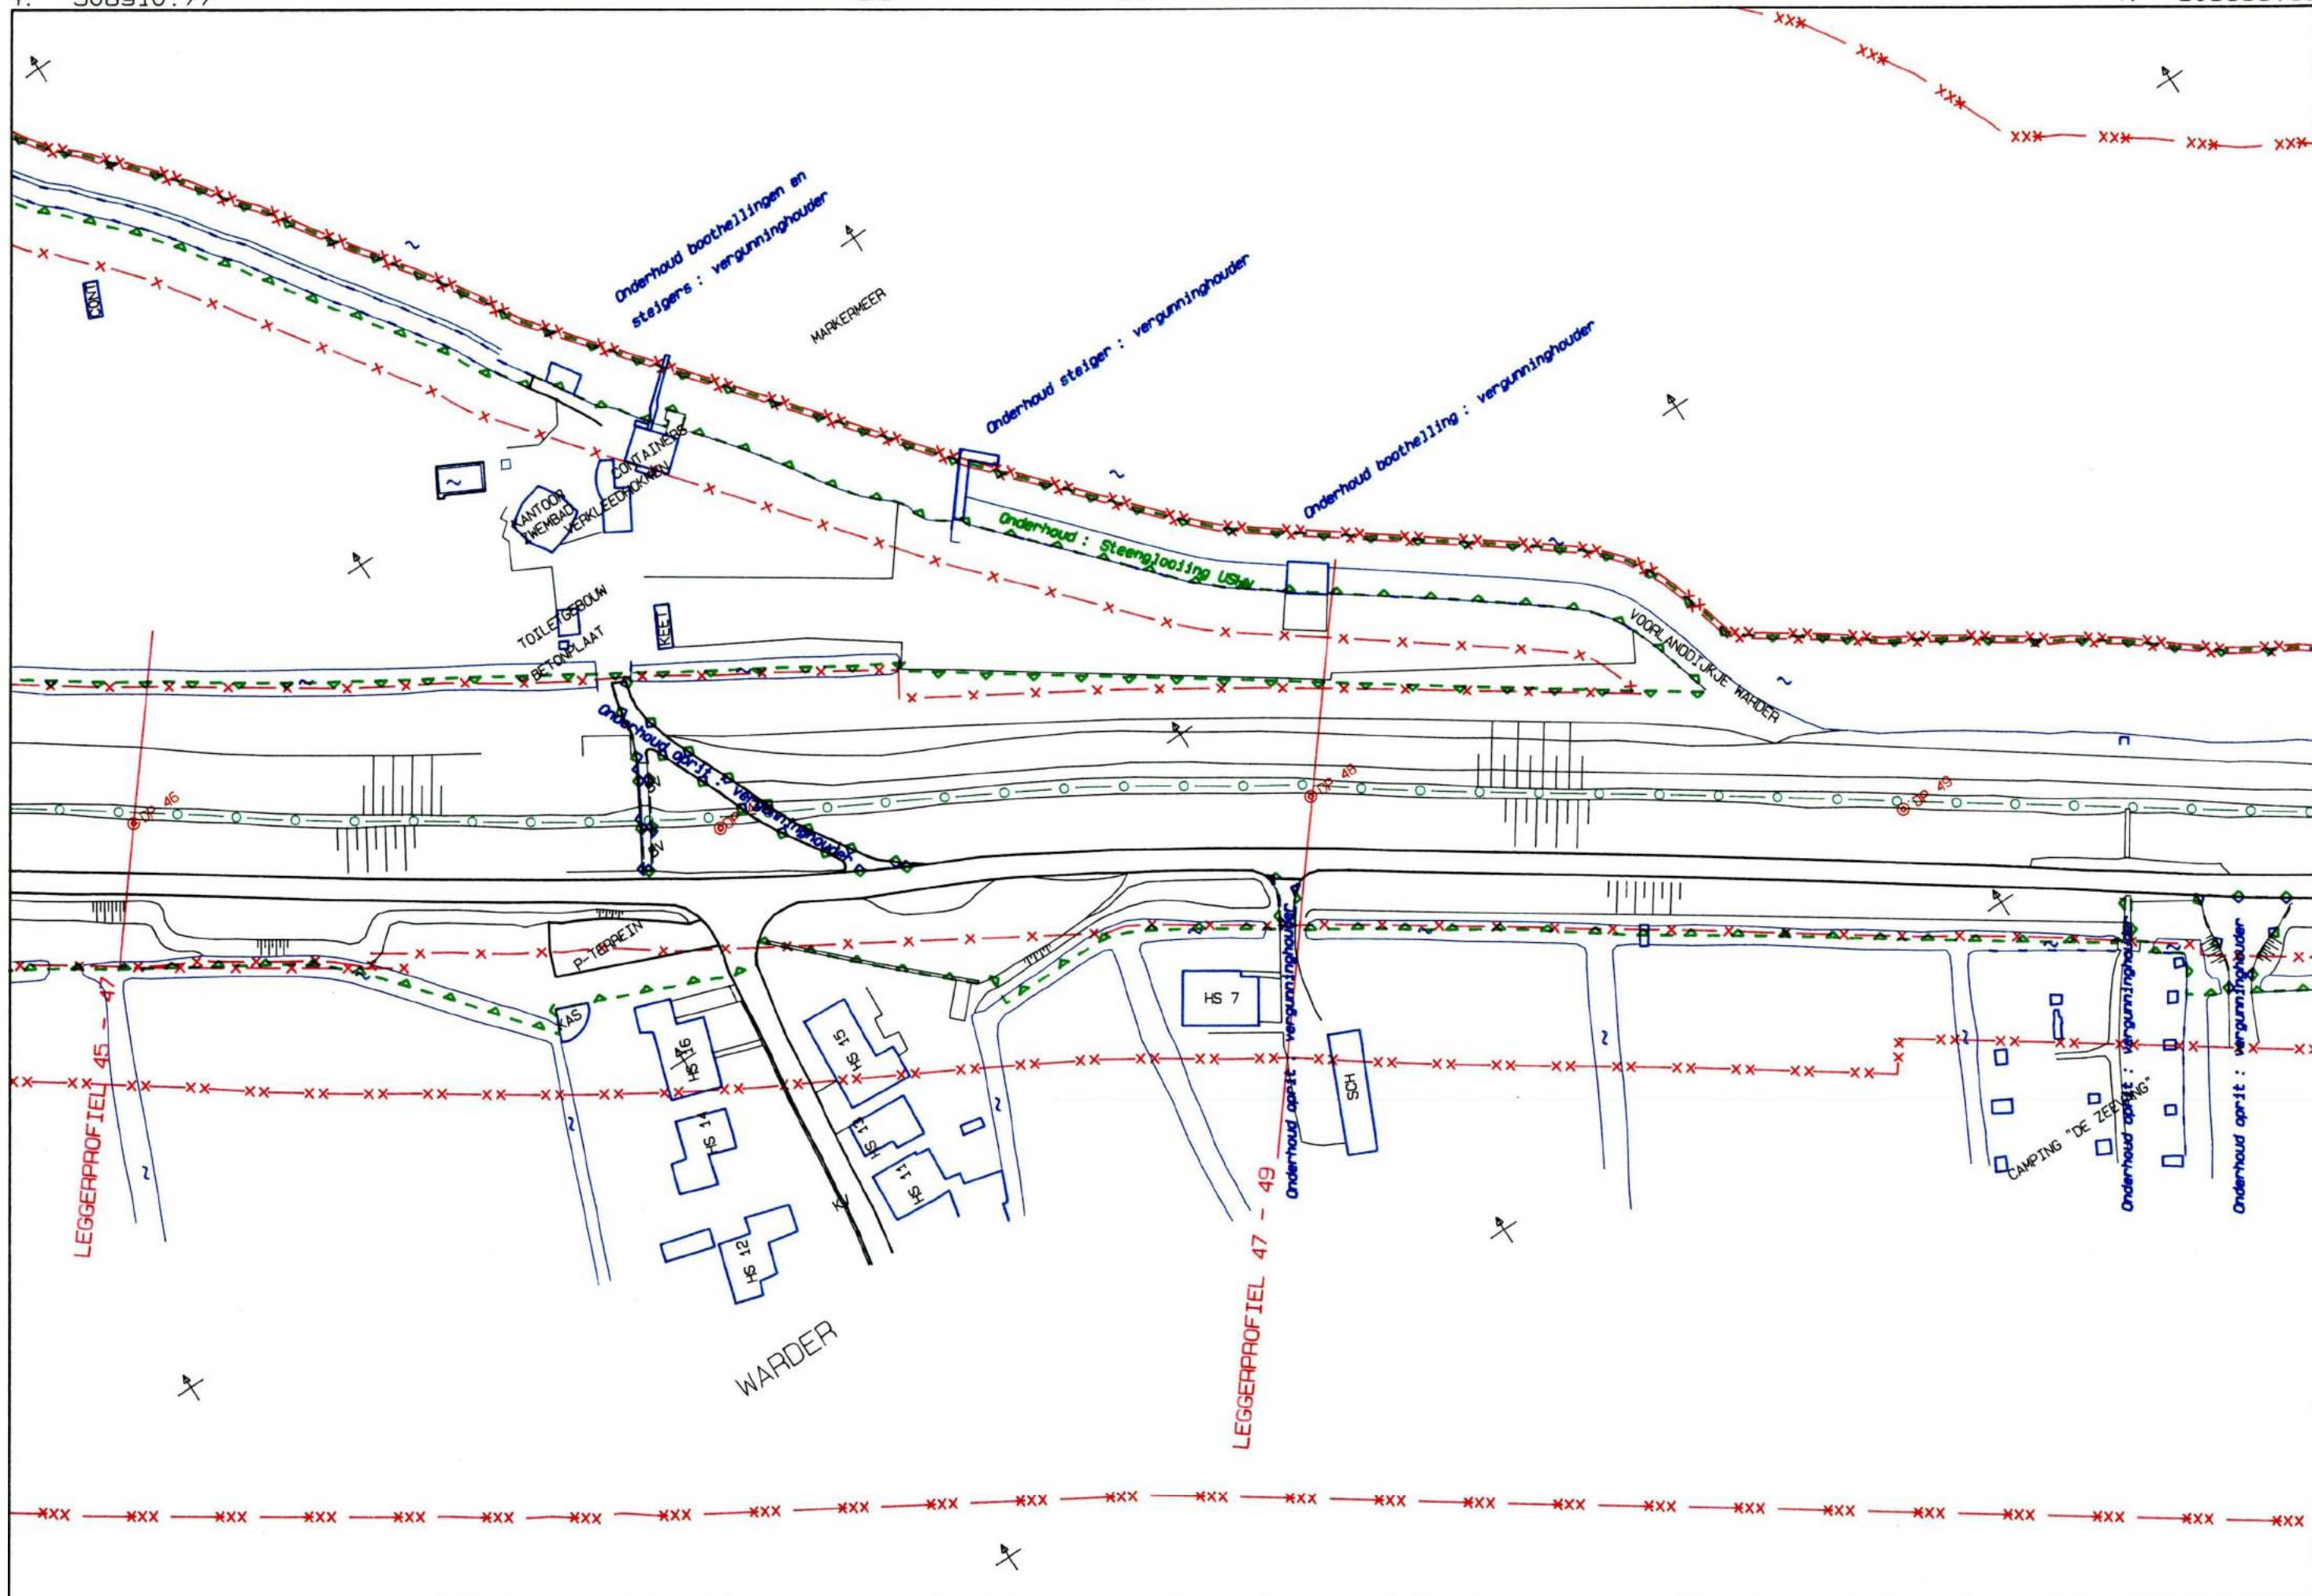 Onderhoud boothellingen en
steigers : vergunninghouder
MARKERMEER
Onderhoud steiger : vergunninghouder
Onderhoud boothelling : vergunninghouder
CONT
CONTAINERS
VERKLEEDHOKKEN
KANTOOR
ZWEMBAD
Onderhoud : Steenglooiing
TOILETGEBOUW
BETONPLAAT
KEET
VOORLANDDIJKJE WARDER
Onderhoud oprit : vergunninghouder
DP 46
DP 48
DP 49
P-TERREIN
KAS
HS 16
HS 15
HS 14
HS 13
HS 11
HS 12
HS 7
SCH
Onderhoud oprit : vergunninghouder
Onderhoud oprit : vergunninghouder
Onderhoud oprit : vergunninghouder
CAMPING "DE ZEEVANG"
LEGGERPROFIEL 45 - 47
LEGGERPROFIEL 47 - 49
WARDER